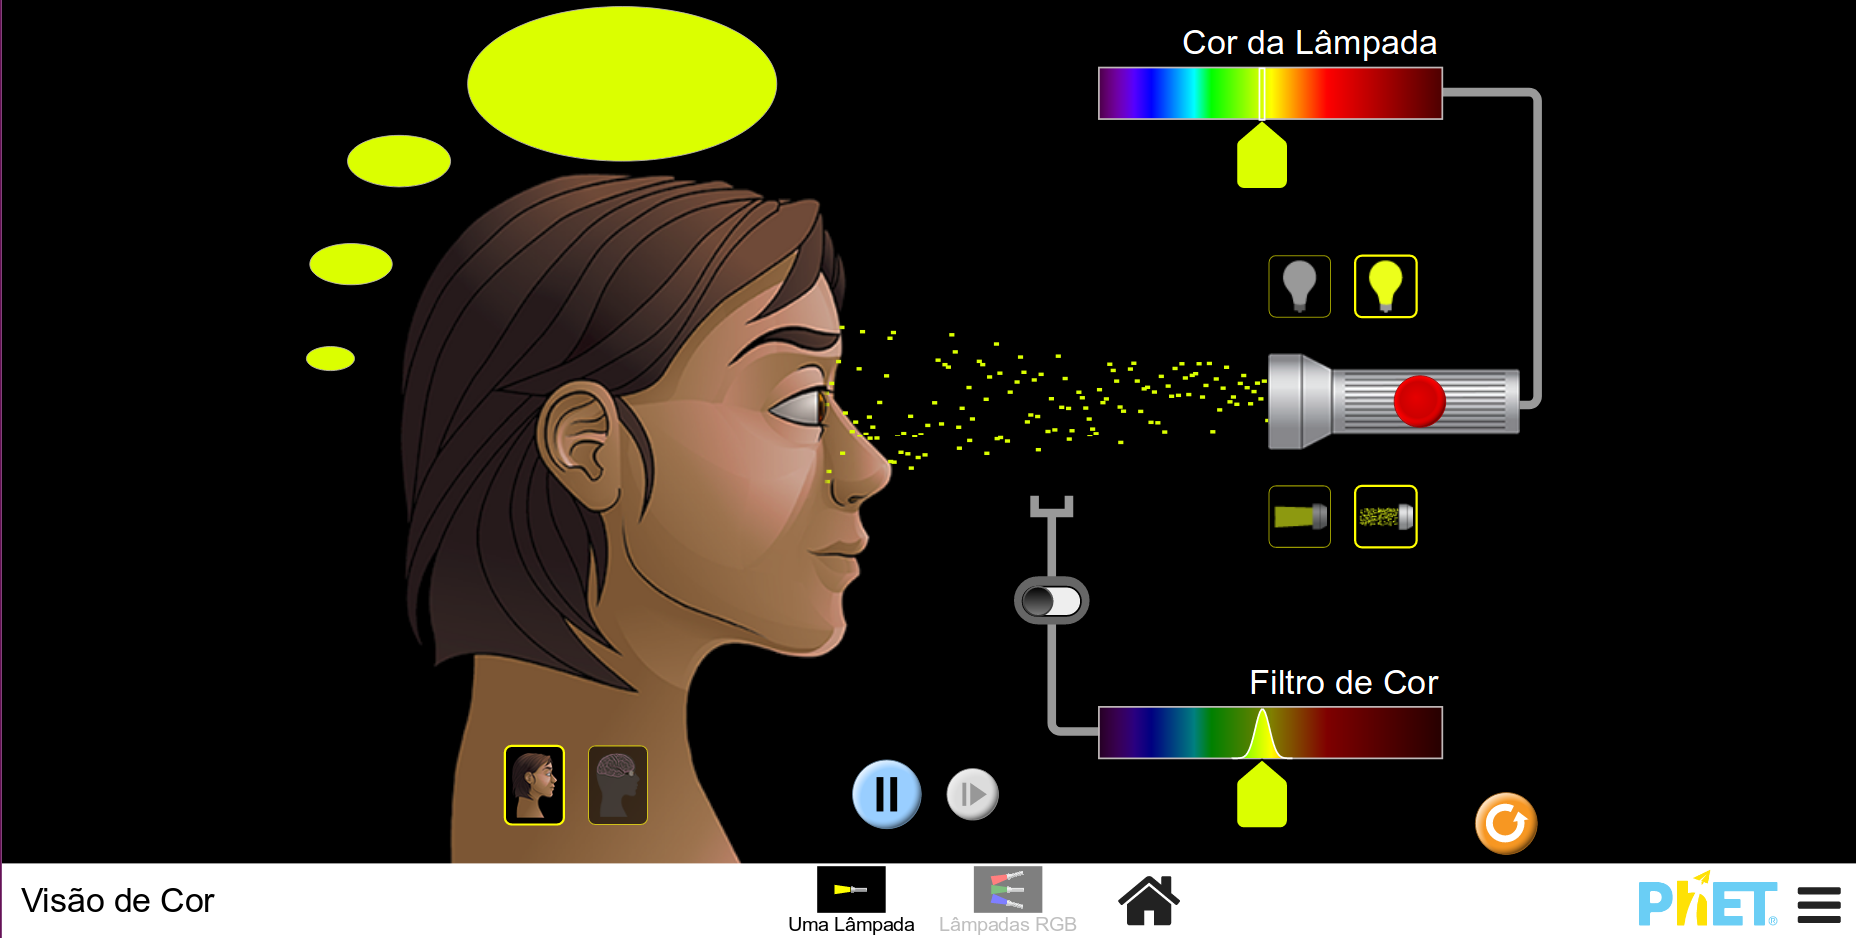 Cor da Lâmpada
Filtro de Cor
Visão de Cor
Uma Lâmpada
Lâmpadas RGB
PhET®